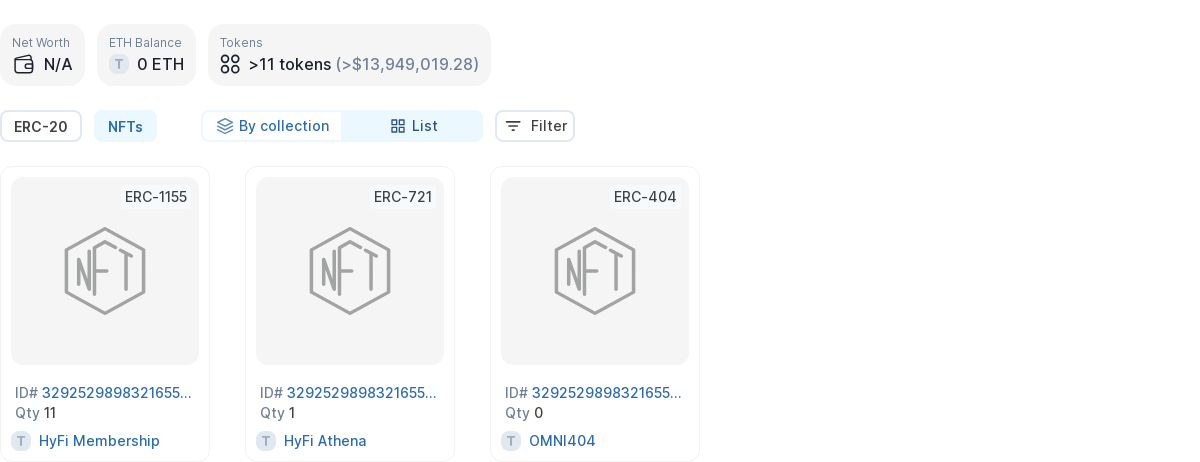 Net Worth
N/A
ETH Balance
T 0 ETH
Tokens
>11 tokens (>$13,949,019.28)
ERC-20
NFTs
By collection
List
Filter
ERC-1155
NFT
ID# 3292529898321655...
Qty 11
T HyFi Membership
ERC-721
NFT
ID# 3292529898321655...
Qty 1
T HyFi Athena
ERC-404
NFT
ID# 3292529898321655...
Qty 0
T OMNI404